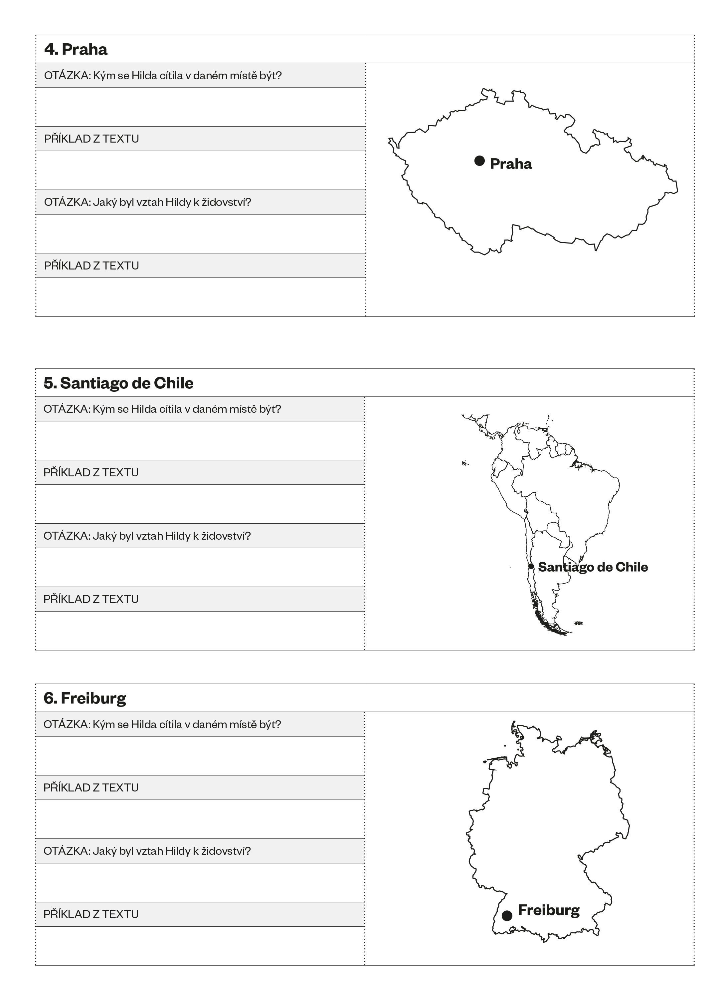 4. Praha
OTÁZKA: Kým se Hilda cítila v daném místě být?
PŘÍKLAD Z TEXTU
OTÁZKA: Jaký byl vztah Hildy k židovství?
PŘÍKLAD Z TEXTU
Praha
5. Santiago de Chile
OTÁZKA: Kým se Hilda cítila v daném místě být?
PŘÍKLAD Z TEXTU
OTÁZKA: Jaký byl vztah Hildy k židovství?
PŘÍKLAD Z TEXTU
Santiago de Chile
6. Freiburg
OTÁZKA: Kým se Hilda cítila v daném místě být?
PŘÍKLAD Z TEXTU
OTÁZKA: Jaký byl vztah Hildy k židovství?
PŘÍKLAD Z TEXTU
Freiburg